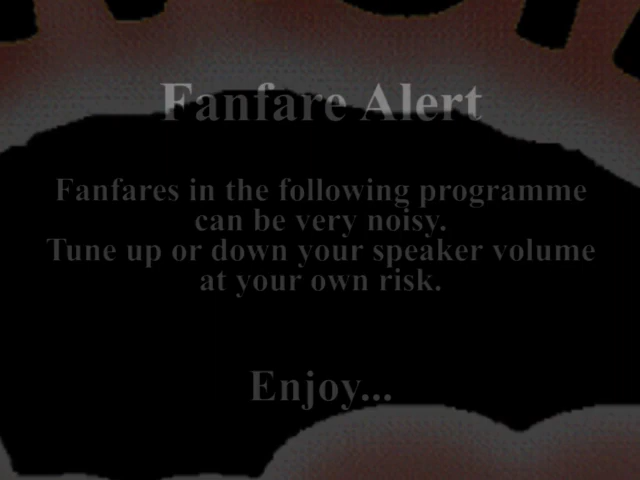 Fanfare Alert
Fanfares in the following programme
can be very noisy.
Tune up or down your speaker volume
at your own risk.
Enjoy...